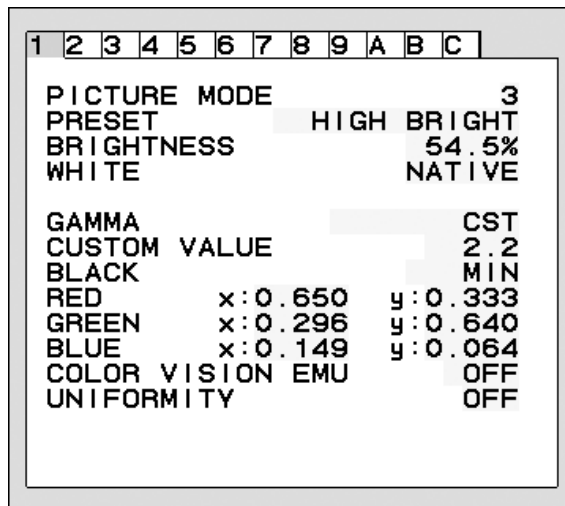 1 2 3 4 5 6 7 8 9 A B C
PICTURE MODE 3
PRESET HIGH BRIGHT
BRIGHTNESS 54.5%
WHITE NATIVE
GAMMA CST
CUSTOM VALUE 2.2
BLACK MIN
RED x:0.650 y:0.333
GREEN x:0.296 y:0.640
BLUE x:0.149 y:0.064
COLOR VISION EMU OFF
UNIFORMITY OFF